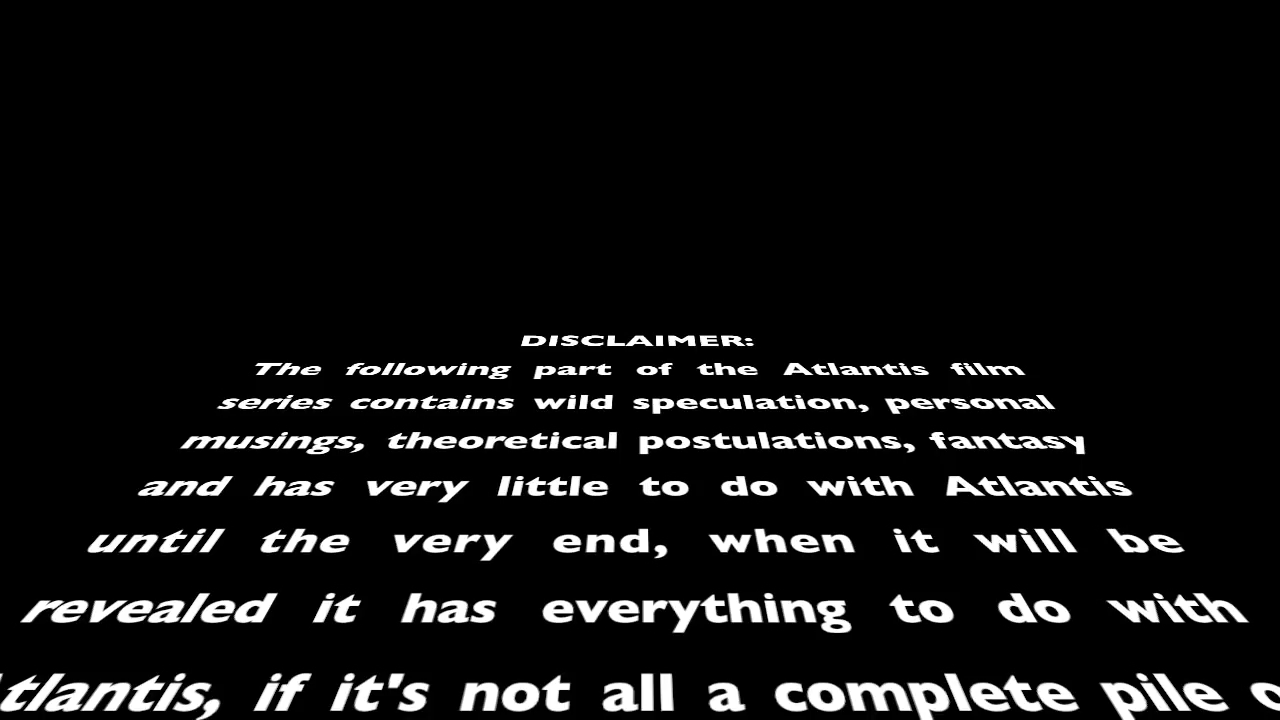 DISCLAIMER:
The following part of the Atlantis film
series contains wild speculation, personal
musings, theoretical postulations, fantasy
and has very little to do with Atlantis
until the very end, when it will be
revealed it has everything to do with
tlantis, if it's not all a complete pile